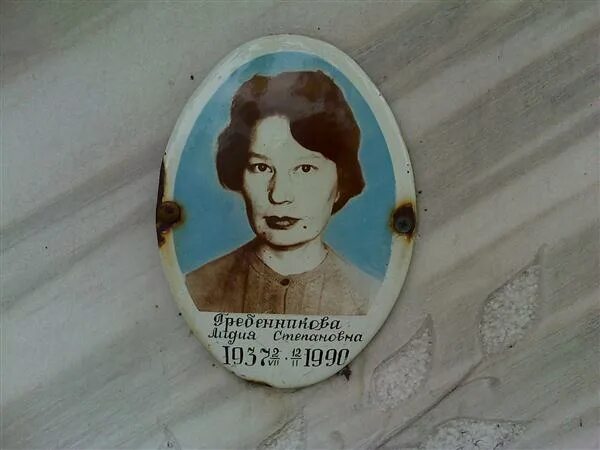 Гребенникова
Лидия Степановна
1937 2/VII · 12/II 1990